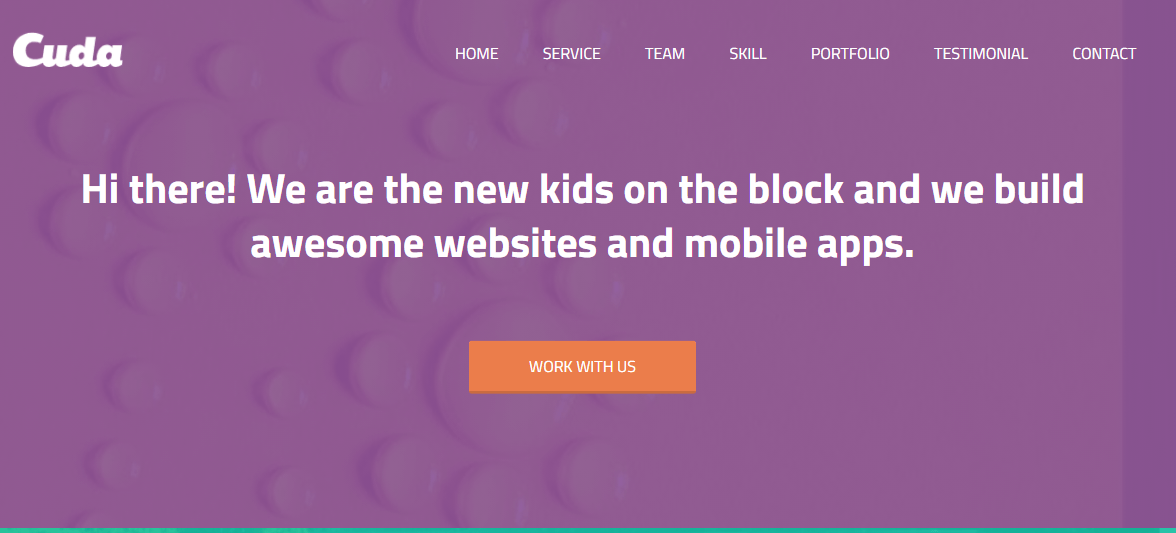 Cuda
HOME SERVICE TEAM SKILL PORTFOLIO TESTIMONIAL CONTACT
Hi there! We are the new kids on the block and we build
awesome websites and mobile apps.
WORK WITH US